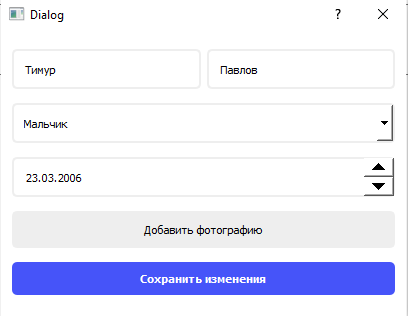 Dialog ?
Тимур Павлов
Мальчик
23.03.2006
Добавить фотографию
Сохранить изменения